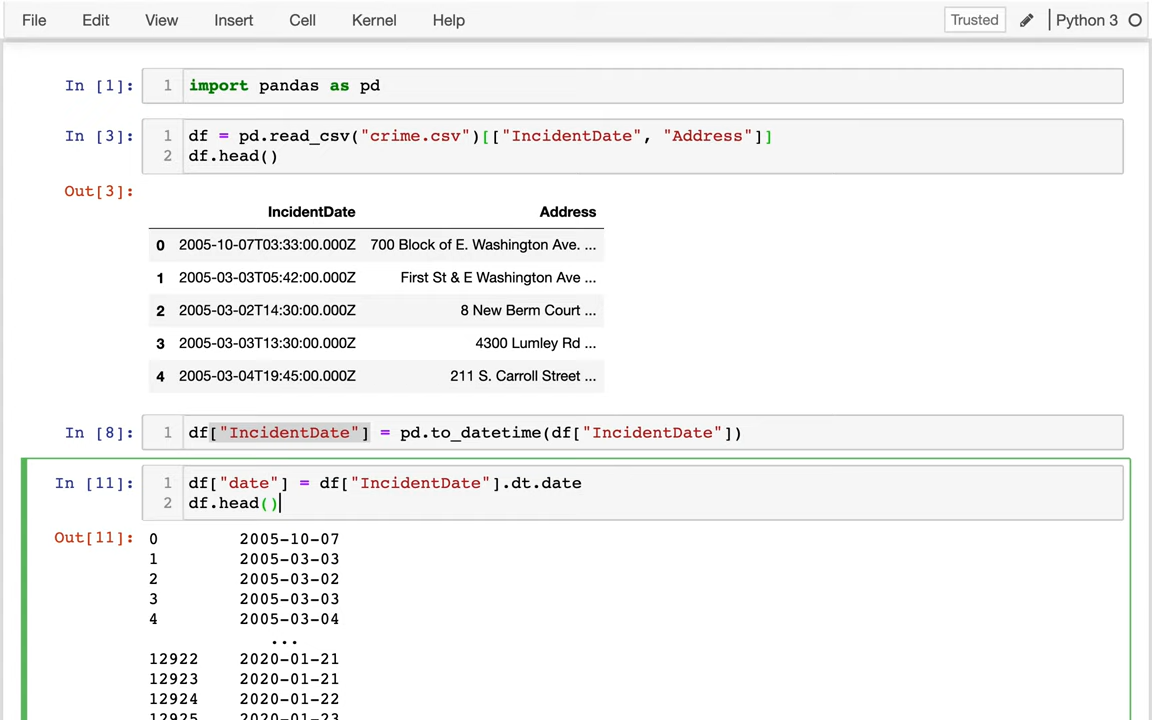 File Edit View Insert Cell Kernel Help Trusted Python 3
In [1]: 1 import pandas as pd
In [3]: 1 df = pd.read_csv("crime.csv")[["IncidentDate", "Address"]]
2 df.head()
Out[3]:
IncidentDate Address
0 2005-10-07T03:33:00.000Z 700 Block of E. Washington Ave. ...
1 2005-03-03T05:42:00.000Z First St & E Washington Ave ...
2 2005-03-02T14:30:00.000Z 8 New Berm Court ...
3 2005-03-03T13:30:00.000Z 4300 Lumley Rd ...
4 2005-03-04T19:45:00.000Z 211 S. Carroll Street ...
In [8]: 1 df["IncidentDate"] = pd.to_datetime(df["IncidentDate"])
In [11]: 1 df["date"] = df["IncidentDate"].dt.date
2 df.head()
Out[11]: 0 2005-10-07
1 2005-03-03
2 2005-03-02
3 2005-03-03
4 2005-03-04
...
12922 2020-01-21
12923 2020-01-21
12924 2020-01-22
12925 2020-01-23